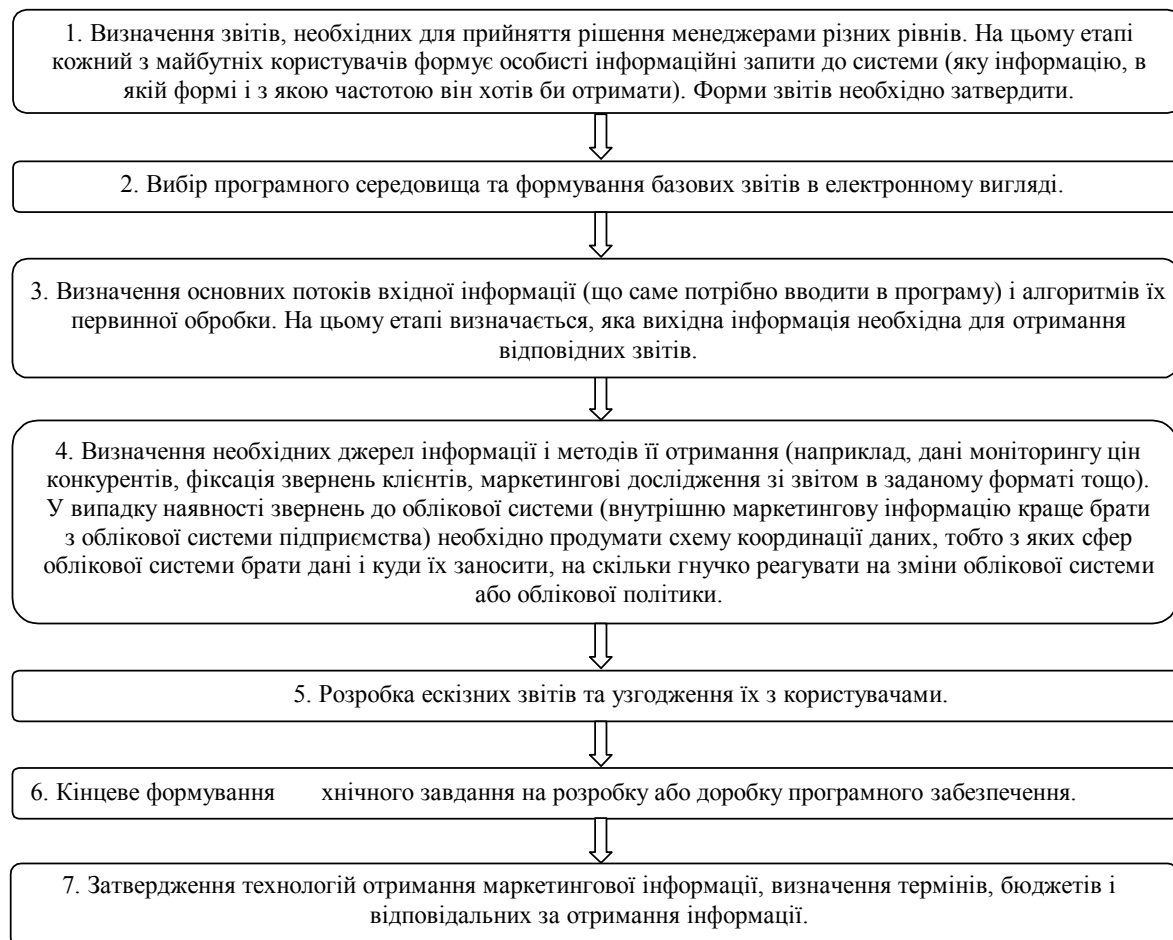 1. Визначення звітів, необхідних для прийняття рішення менеджерами різних рівнів. На цьому етапі
кожний з майбутніх користувачів формує особисті інформаційні запити до системи (яку інформацію, в
якій формі і з якою частотою він хотів би отримати). Форми звітів необхідно затвердити.
2. Вибір програмного середовища та формування базових звітів в електронному вигляді.
3. Визначення основних потоків вхідної інформації (що саме потрібно вводити в програму) і алгоритмів їх
первинної обробки. На цьому етапі визначається, яка вихідна інформація необхідна для отримання
відповідних звітів.
4. Визначення необхідних джерел інформації і методів її отримання (наприклад, дані моніторингу цін
конкурентів, фіксація звернень клієнтів, маркетингові дослідження зі звітом в заданому форматі тощо).
У випадку наявності звернень до облікової системи (внутрішню маркетингову інформацію краще брати
з облікової системи підприємства) необхідно продумати схему координації даних, тобто з яких сфер
облікової системи брати дані і куди їх заносити, на скільки гнучко реагувати на зміни облікової системи
або облікової політики.
5. Розробка ескізних звітів та узгодження їх з користувачами.
6. Кінцеве формування хнічного завдання на розробку або доробку програмного забезпечення.
7. Затвердження технологій отримання маркетингової інформації, визначення термінів, бюджетів і
відповідальних за отримання інформації.